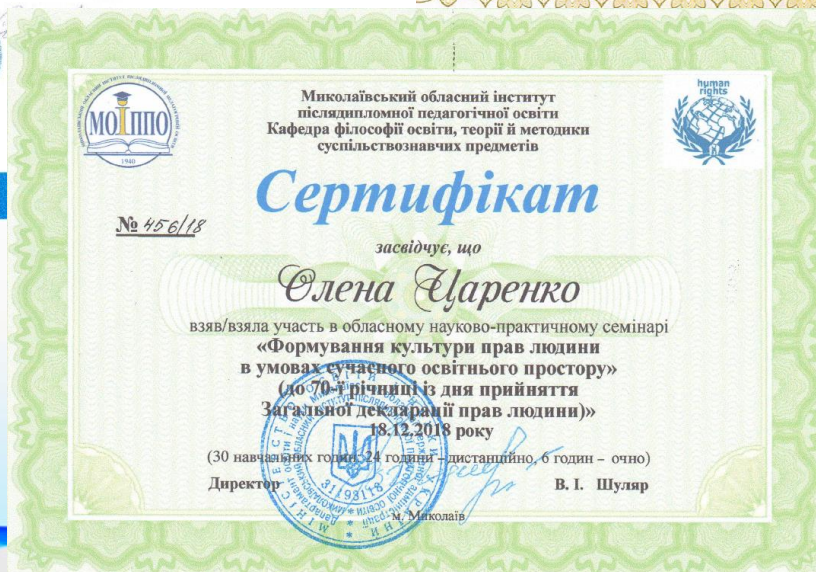 МОІППО
1940
human
rights
Миколаївський обласний інститут
післядипломної педагогічної освіти
Кафедра філософії освіти, теорії й методики
суспільствознавчих предметів
Сертифікат
№ 456/18
засвідчує, що
Олена Царенко
взяв/взяла участь в обласному науково-практичному семінарі
«Формування культури прав людини
в умовах сучасного освітнього простору»
(до 70-ї річниці із дня прийняття
Загальної декларації прав людини)»
18.12.2018 року
(30 навчальних годин, 24 години – дистанційно, 6 годин – очно)
Директор В. І. Шуляр
31193118
м. Миколаїв